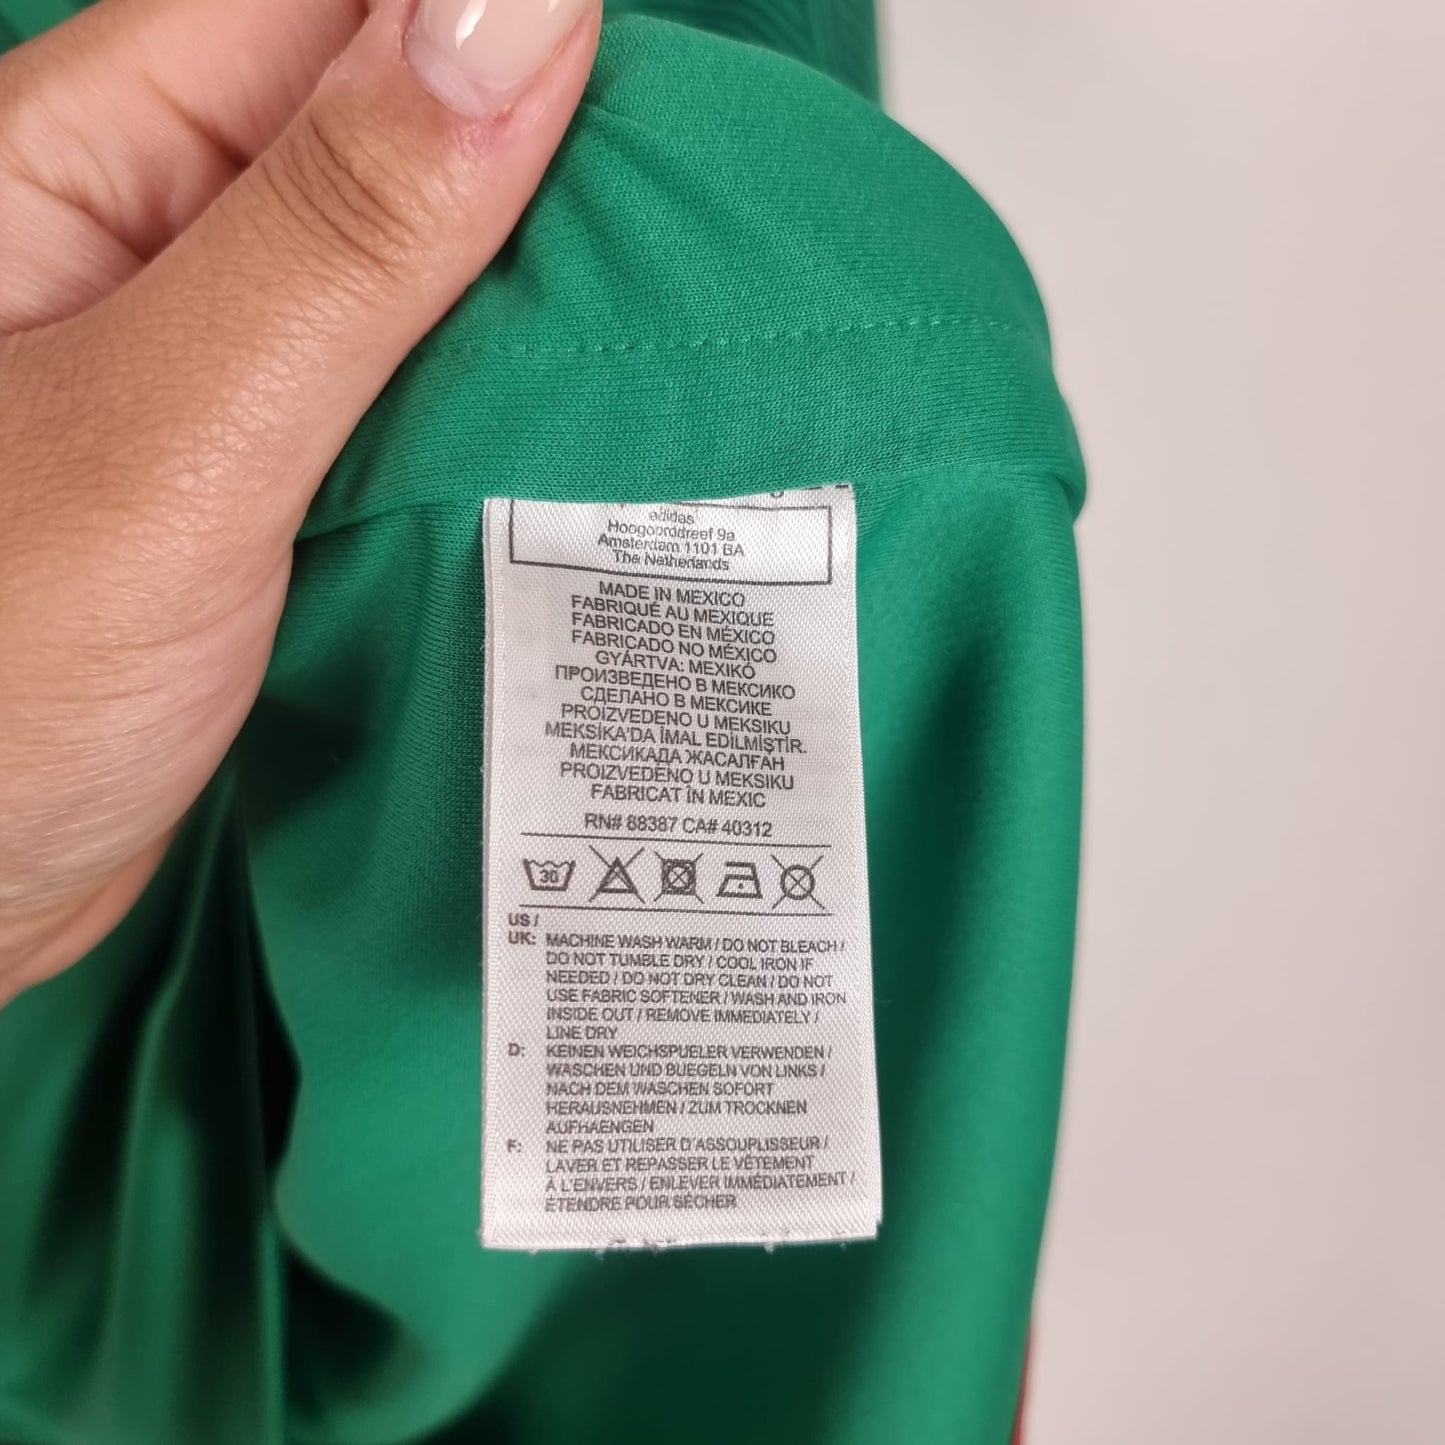 adidas
Hoogoorddreef 9a
Amsterdam 1101 BA
The Netherlands
MADE IN MEXICO
FABRIQUÉ AU MEXIQUE
FABRICADO EN MÉXICO
FABRICADO NO MÉXICO
GYÁRTVA: MEXIKÓ
ПРОИЗВЕДЕНО В МЕКСИКО
СДЕЛАНО В МЕКСИКЕ
PROIZVEDENO U MEKSIKU
MEKSİKA'DA İMAL EDİLMİŞTİR.
МЕКСИКАДА ЖАСАЛҒАН
PROIZVEDENO U MEKSIKU
FABRICAT ÎN MEXIC
RN# 88387 CA# 40312
30
US /
UK: MACHINE WASH WARM / DO NOT BLEACH /
DO NOT TUMBLE DRY / COOL IRON IF
NEEDED / DO NOT DRY CLEAN / DO NOT
USE FABRIC SOFTENER / WASH AND IRON
INSIDE OUT / REMOVE IMMEDIATELY /
LINE DRY
D: KEINEN WEICHSPUELER VERWENDEN /
WASCHEN UND BUEGELN VON LINKS /
NACH DEM WASCHEN SOFORT
HERAUSNEHMEN / ZUM TROCKNEN
AUFHAENGEN
F: NE PAS UTILISER D'ASSOUPLISSEUR /
LAVER ET REPASSER LE VÊTEMENT
À L'ENVERS / ENLEVER IMMÉDIATEMENT /
ÉTENDRE POUR SÉCHER